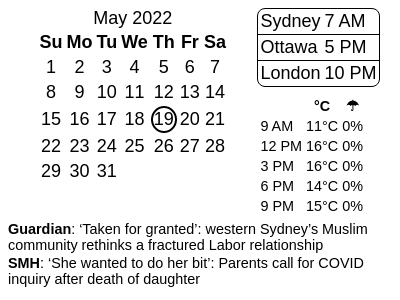 May 2022
Su Mo Tu We Th Fr Sa
1 2 3 4 5 6 7
8 9 10 11 12 13 14
15 16 17 18 19 20 21
22 23 24 25 26 27 28
29 30 31
Sydney 7 AM
Ottawa 5 PM
London 10 PM
°C ☂
9 AM 11°C 0%
12 PM 16°C 0%
3 PM 16°C 0%
6 PM 14°C 0%
9 PM 15°C 0%
Guardian: ‘Taken for granted’: western Sydney’s Muslim
community rethinks a fractured Labor relationship
SMH: ‘She wanted to do her bit’: Parents call for COVID
inquiry after death of daughter